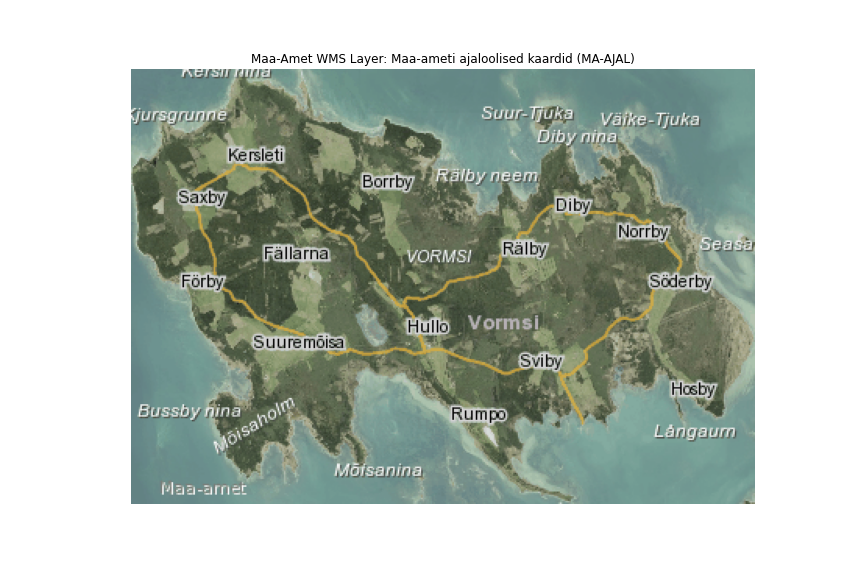 Maa-Amet WMS Layer: Maa-ameti ajaloolised kaardid (MA-AJAL)
Kersli nina
Kjursgrunne
Suur-Tjuka
Väike-Tjuka
Diby nina
Kersleti
Borrby
Rälby neem
Saxby
Diby
Norrby
Seasa
Rälby
Fällarna
VORMSI
Förby
Söderby
Hullo
Vormsi
Suuremõisa
Sviby
Hosby
Bussby nina
Mõisaholm
Rumpo
Långaurn
Mõisanina
Maa-amet